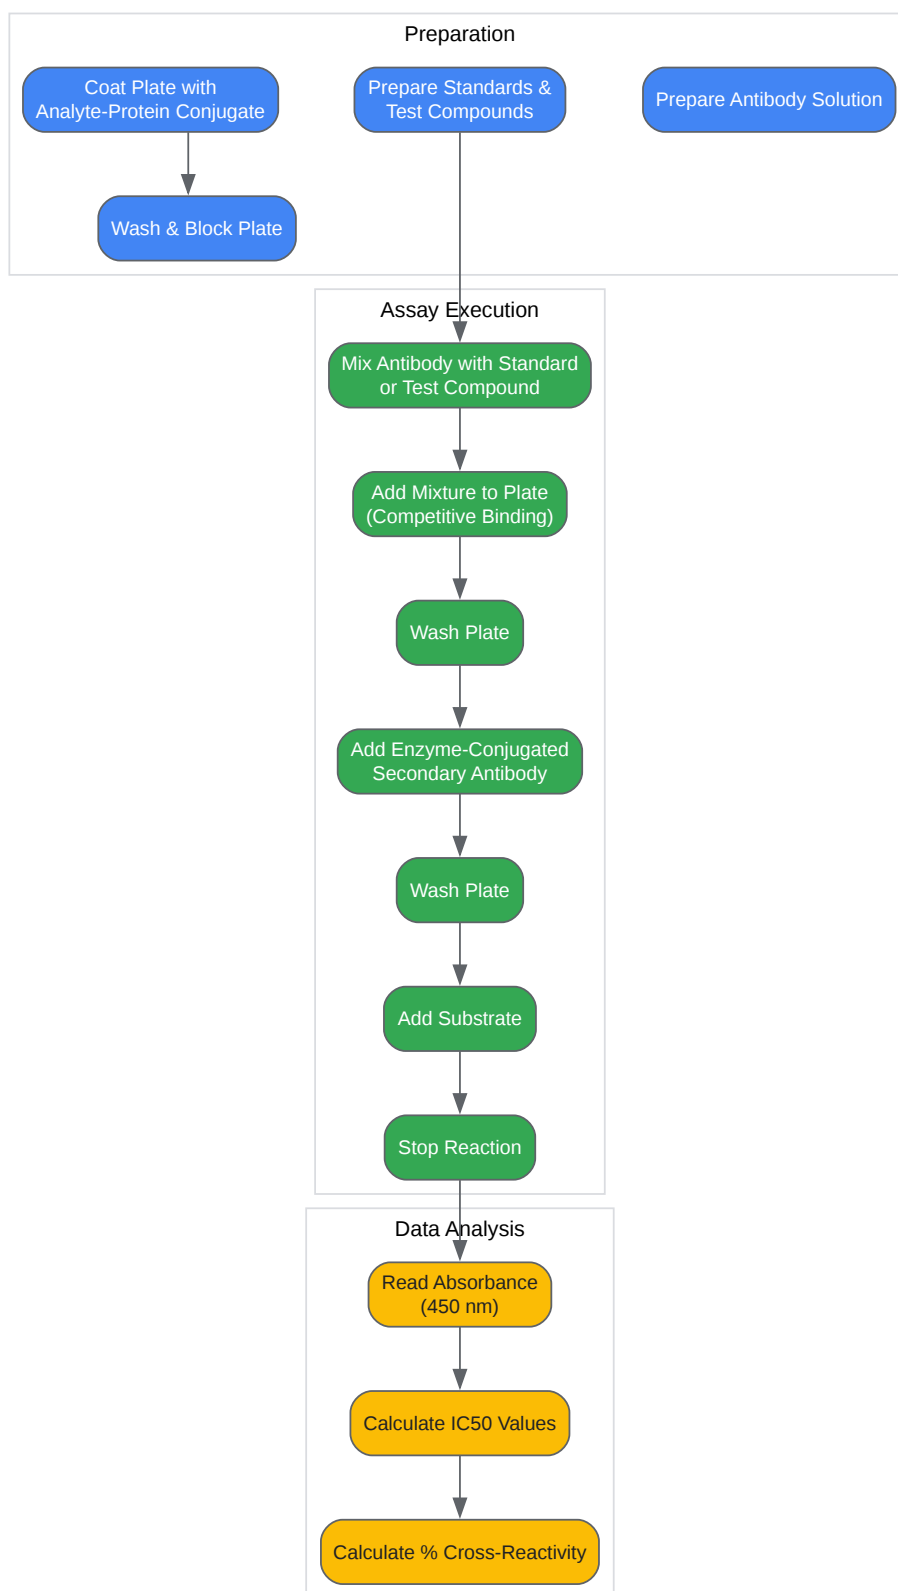 Preparation
Coat Plate with
Analyte-Protein Conjugate
Prepare Standards &
Test Compounds
Prepare Antibody Solution
Wash & Block Plate
Assay Execution
Mix Antibody with Standard
or Test Compound
Add Mixture to Plate
(Competitive Binding)
Wash Plate
Add Enzyme-Conjugated
Secondary Antibody
Wash Plate
Add Substrate
Stop Reaction
Data Analysis
Read Absorbance
(450 nm)
Calculate IC50 Values
Calculate % Cross-Reactivity